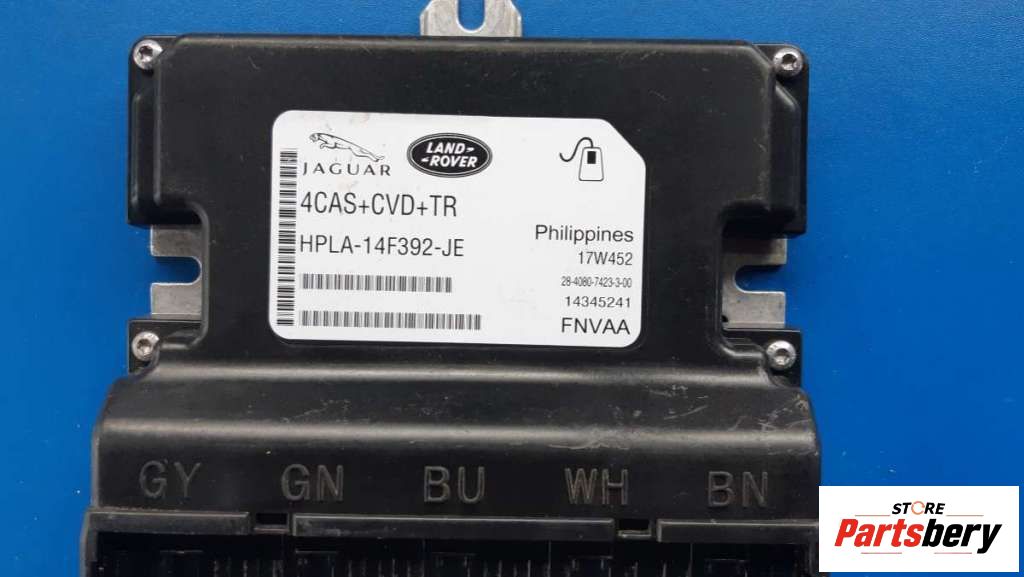 JAGUAR
LAND-
-ROVER
4CAS+CVD+TR
HPLA-14F392-JE
Philippines
17W452
28-4080-7423-3-00
14345241
FNVAA
GY GN BU WH BN
STORE
Partsbery